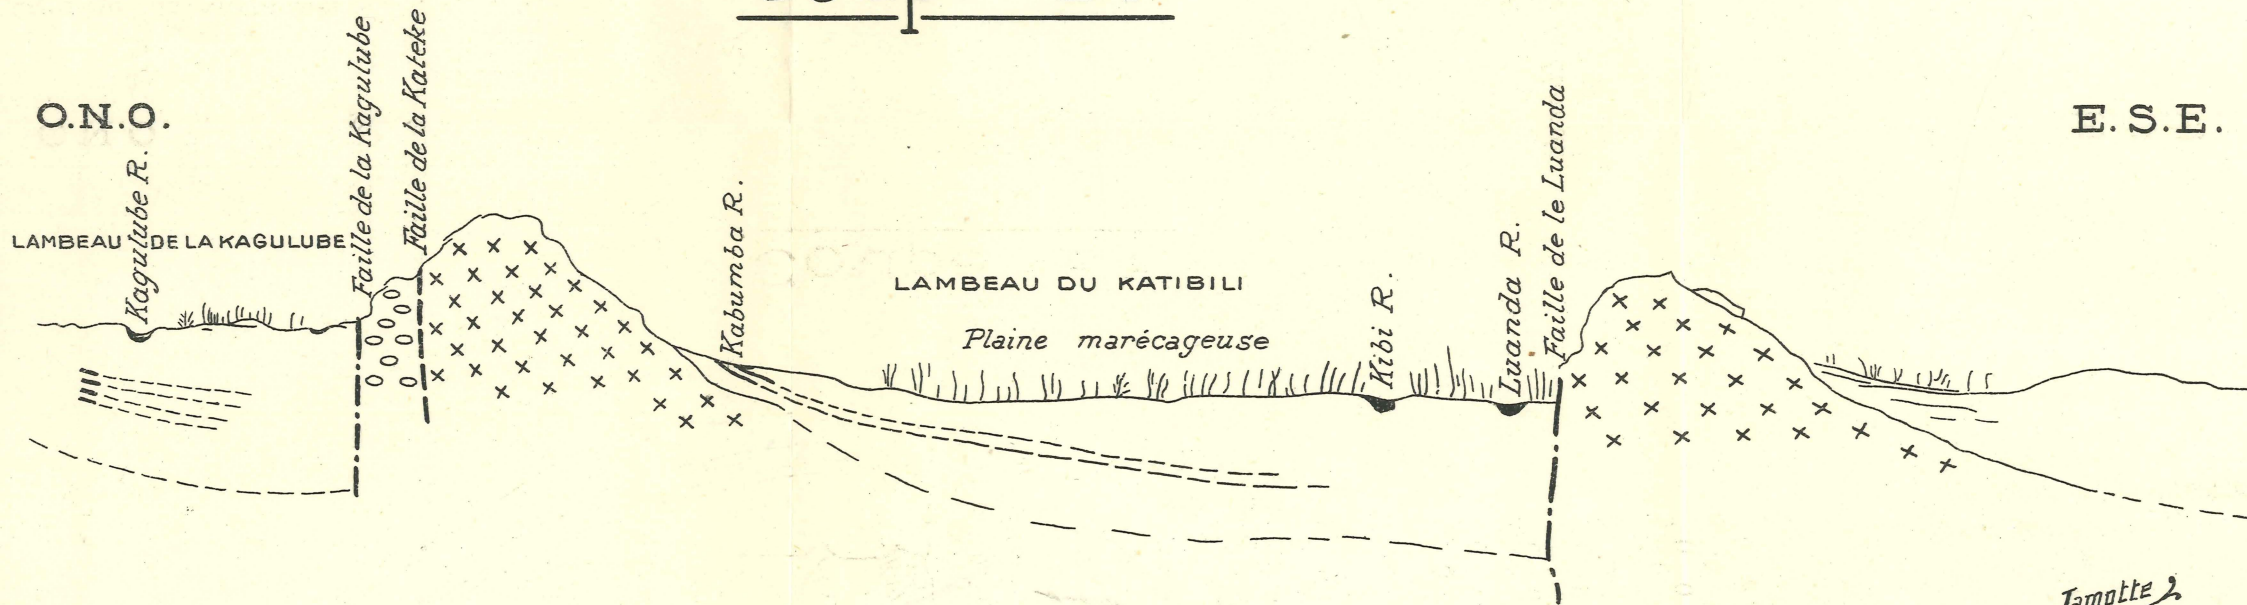 O.N.O.
E.S.E.
LAMBEAU DE LA KAGULUBE
Kagulube R.
Faille de la Kagulube
Faille de la Kateke
Kabumba R.
LAMBEAU DU KATIBILI
Plaine marécageuse
Kibi R.
Luanda R.
Faille de le Luanda
Jamotte